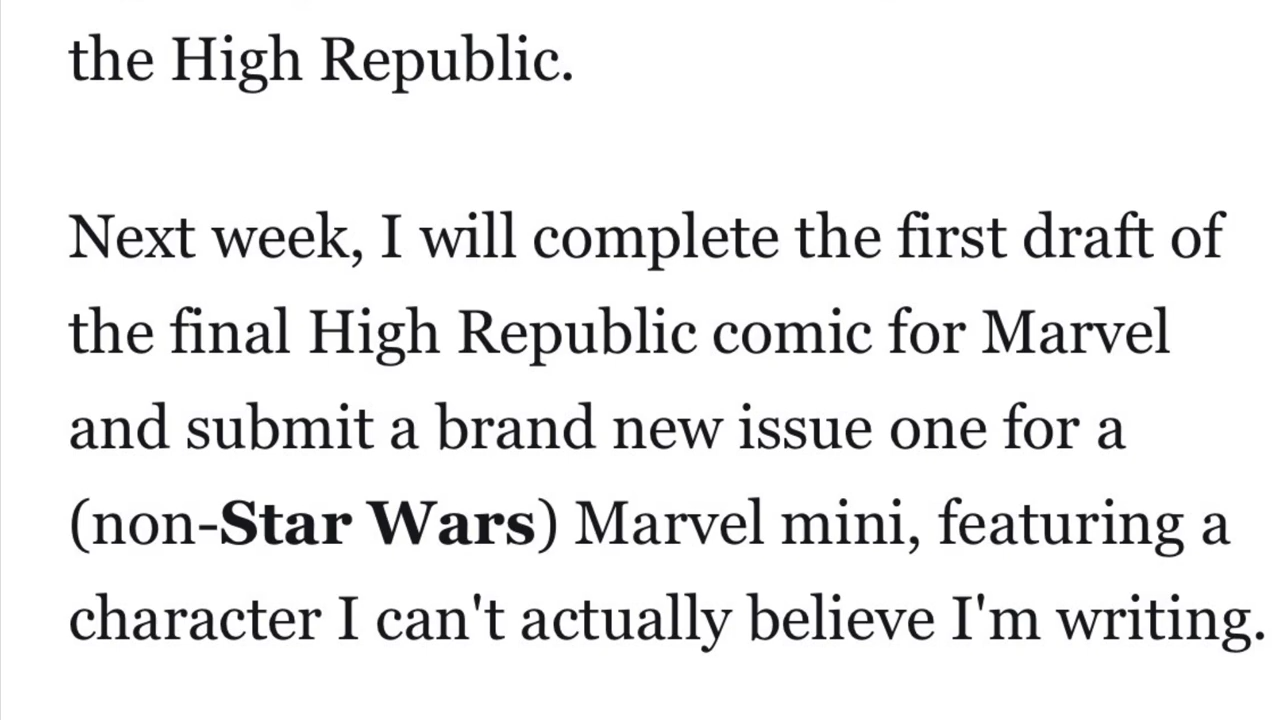 the High Republic.
Next week, I will complete the first draft of
the final High Republic comic for Marvel
and submit a brand new issue one for a
(non-Star Wars) Marvel mini, featuring a
character I can't actually believe I'm writing.